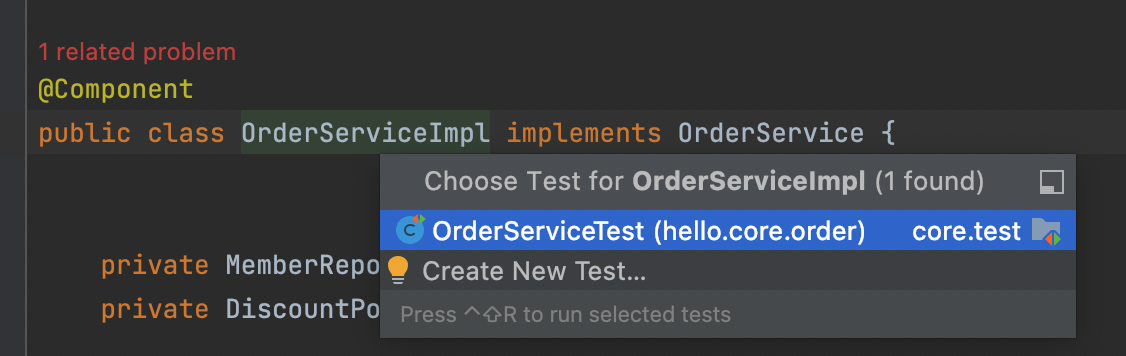 1 related problem
@Component
public class OrderServiceImpl implements OrderService {
Choose Test for OrderServiceImpl (1 found)
OrderServiceTest (hello.core.order) core.test
private MemberRepo
Create New Test...
private DiscountPo
Press ^⇧R to run selected tests